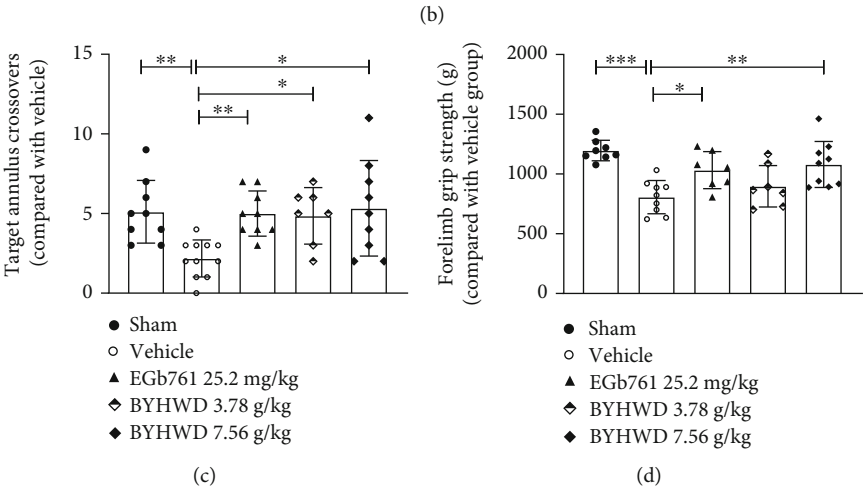 (b)
Target annulus crossovers
(compared with vehicle)
15
10
5
0
**
*
*
**
Sham
Vehicle
EGb761 25.2 mg/kg
BYHWD 3.78 g/kg
BYHWD 7.56 g/kg
(c)
Forelimb grip strength (g)
(compared with vehicle group)
2000
1500
1000
500
0
***
**
*
Sham
Vehicle
EGb761 25.2 mg/kg
BYHWD 3.78 g/kg
BYHWD 7.56 g/kg
(d)